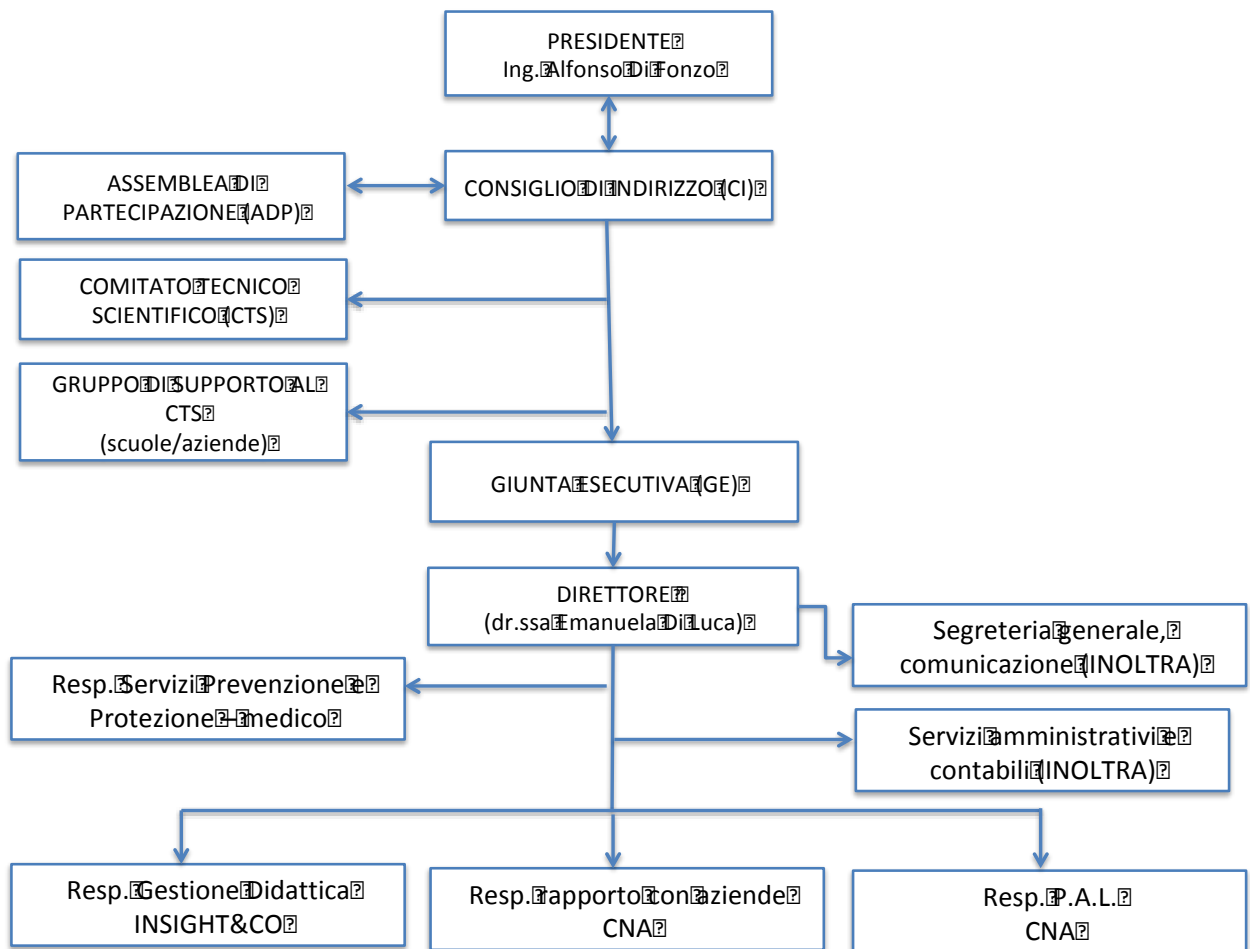 PRESIDENTE
Ing. Alfonso Di Fonzo
ASSEMBLEA DI
PARTECIPAZIONE (ADP)
CONSIGLIO DI INDIRIZZO (CI)
COMITATO TECNICO
SCIENTIFICO (CTS)
GRUPPO DI SUPPORTO AL
CTS
(scuole/aziende)
GIUNTA ESECUTIVA (GE)
DIRETTORE
(dr.ssa Emanuela Di Luca)
Segreteria generale,
comunicazione (INOLTRA)
Resp. Servizi Prevenzione e
Protezione – medico
Servizi amministrativi e
contabili (INOLTRA)
Resp. Gestione Didattica
INSIGHT&CO
Resp. rapporto con aziende
CNA
Resp. P.A.L.
CNA